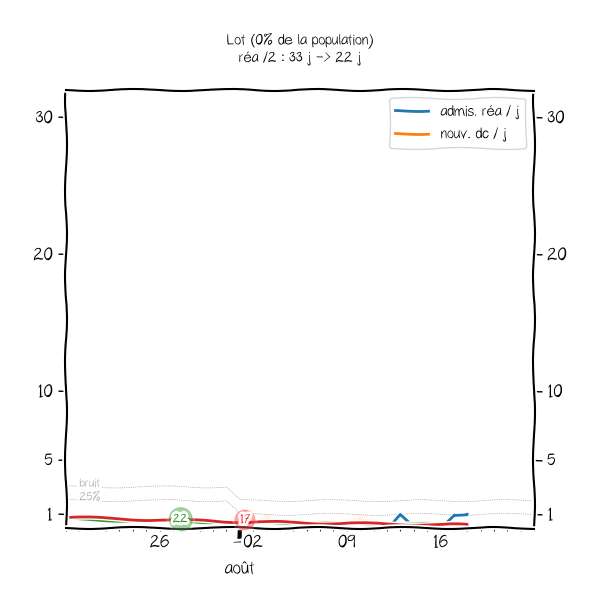 Lot (0% de la population)
réa /2 : 33 j -> 22 j
admis. réa / j
nouv. dc / j
30 30
20 20
10 10
5 5
bruit
25%
1 22 17 1
26 02 09 16
août